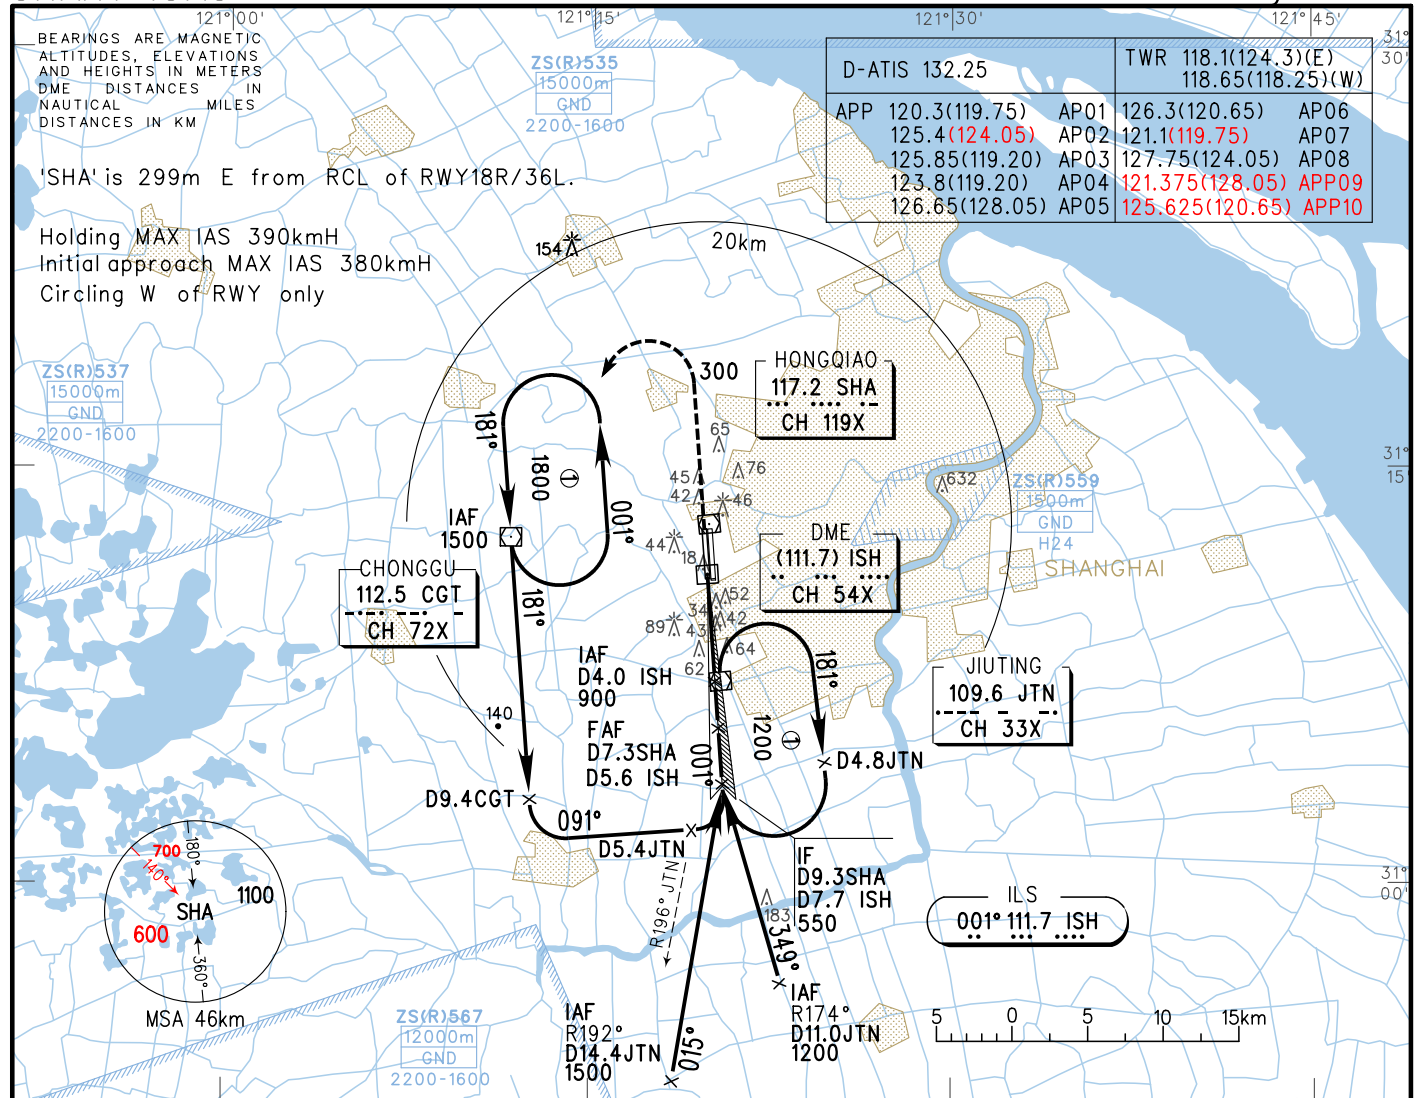 121°00'
121°15'
121°30'
121°45'
31°
30'
BEARINGS ARE MAGNETIC
ALTITUDES, ELEVATIONS
AND HEIGHTS IN METERS
DME DISTANCES IN
NAUTICAL MILES
DISTANCES IN KM
ZS(R)535
15000m
GND
2200-1600
D-ATIS 132.25
TWR 118.1(124.3)(E)
118.65(118.25)(W)
APP 120.3(119.75) AP01 126.3(120.65) AP06
125.4(124.05) AP02 121.1(119.75) AP07
125.85(119.20) AP03 127.75(124.05) AP08
123.8(119.20) AP04 121.375(128.05) APP09
126.65(128.05) AP05 125.625(120.65) APP10
'SHA' is 299m E from RCL of RWY18R/36L.
Holding MAX IAS 390kmH
Initial approach MAX IAS 380kmH
Circling W of RWY only
154
20km
ZS(R)537
15000m
GND
2200-1600
300
HONGQIAO
117.2 SHA
CH 119X
181°
1800
①
001°
65
76
45
42
46
632
31°
15'
ZS(R)559
1500m
GND
H24
IAF
1500
44
18
DME
(111.7) ISH
CH 54X
SHANGHAI
CHONGGU
112.5 CGT
CH 72X
181°
52
34
42
89
43
64
62
IAF
D4.0 ISH
900
181°
JIUTING
109.6 JTN
CH 33X
140
FAF
D7.3SHA
D5.6 ISH
001°
1200
①
D4.8JTN
D9.4CGT
091°
D5.4JTN
R196° JTN
IF
D9.3SHA
D7.7 ISH
550
183
349°
ILS
001° 111.7 ISH
31°
00'
700
140°
180°
1100
SHA
600
360°
MSA 46km
ZS(R)567
12000m
GND
2200-1600
IAF
R192°
D14.4JTN
1500
015°
IAF
R174°
D11.0JTN
1200
5 0 5 10 15km